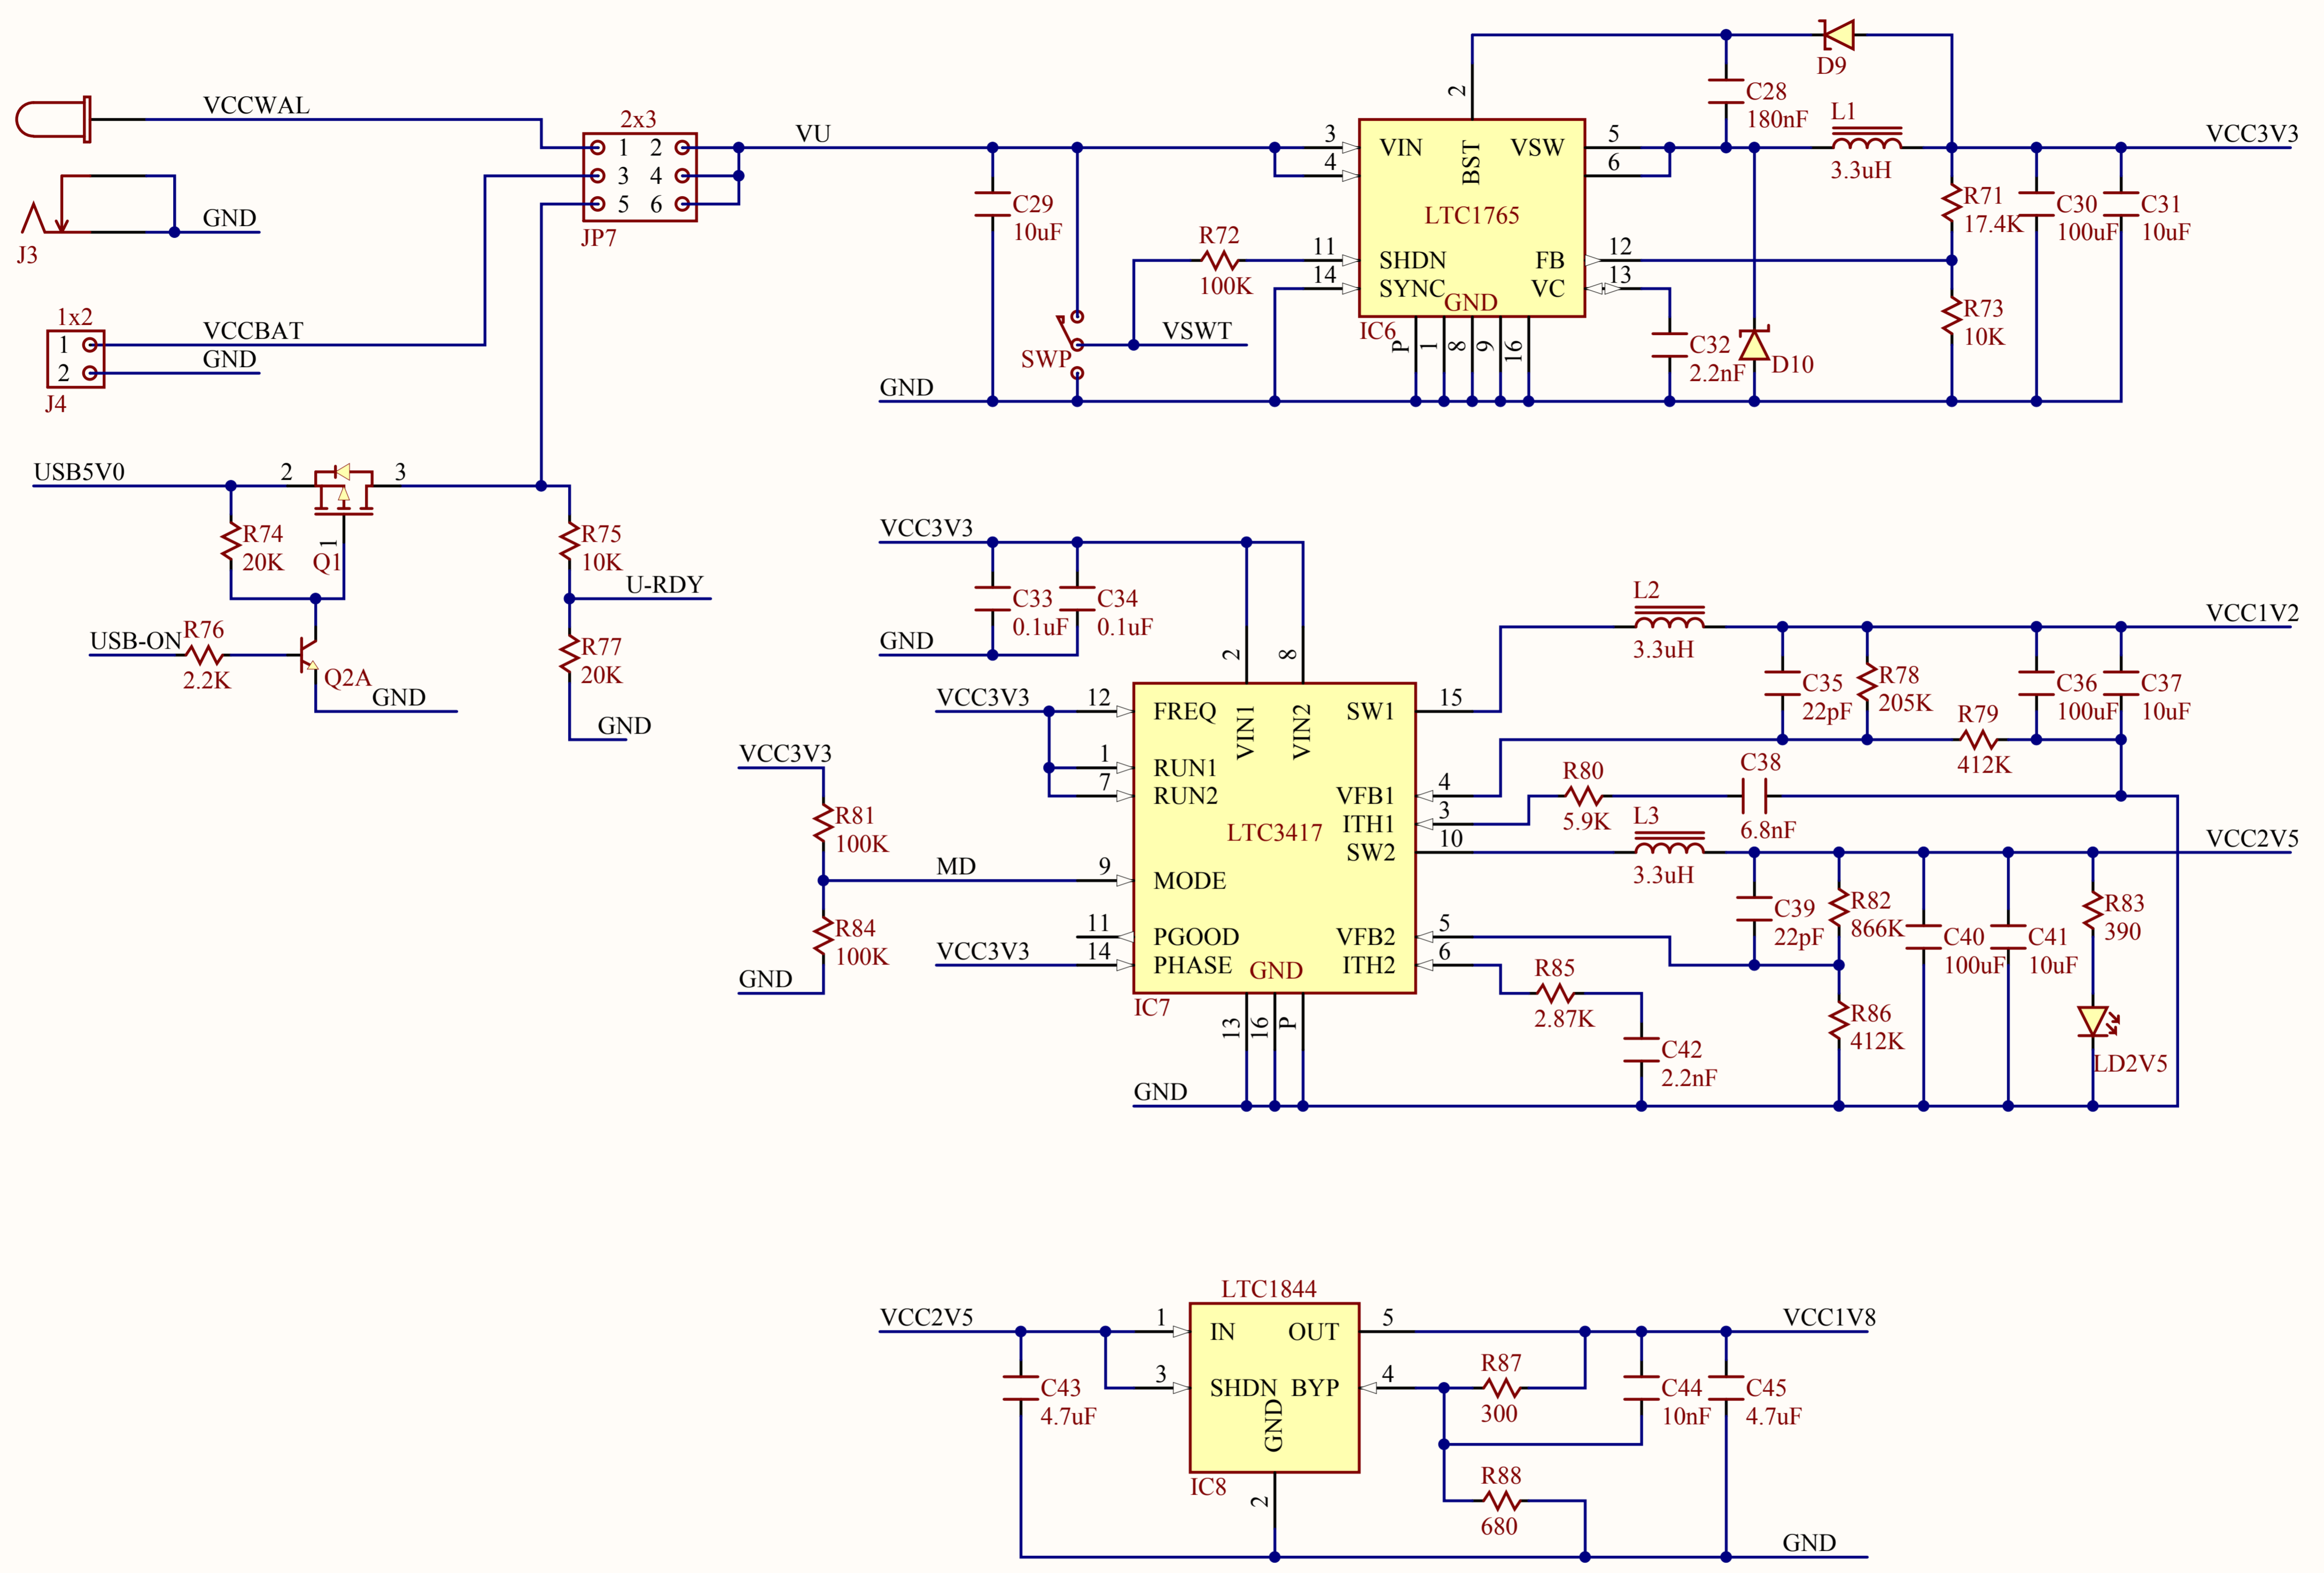 D9
C28
180nF
L1
3.3uH
VCCWAL
J3
GND
2x3
1 2
3 4
5 6
JP7
VU
1x2
1
2
J4
VCCBAT
GND
C29
10uF
R72
100K
SWP
VSWT
GND
2
3
4
11
14
VIN
BST
VSW
LTC1765
SHDN
SYNC
GND
FB
VC
IC6
P
1
8
9
16
5
6
12
13
VCC3V3
R71
17.4K
C30
100uF
C31
10uF
R73
10K
C32
2.2nF
D10
USB5V0
2
3
1
R74
20K
Q1
R75
10K
U-RDY
USB-ON
R76
2.2K
Q2A
GND
R77
20K
GND
VCC3V3
C33
0.1uF
C34
0.1uF
GND
2
8
VCC3V3
12
1
7
9
11
14
FREQ
VIN1
VIN2
SW1
RUN1
RUN2
VFB1
ITH1
LTC3417
SW2
MODE
PGOOD
PHASE
GND
VFB2
ITH2
IC7
13
16
P
15
4
3
10
5
6
VCC3V3
R81
100K
MD
R84
100K
GND
VCC3V3
L2
3.3uH
VCC1V2
C35
22pF
R78
205K
C36
100uF
C37
10uF
R79
412K
R80
5.9K
C38
6.8nF
L3
3.3uH
VCC2V5
C39
22pF
R82
866K
C40
100uF
C41
10uF
R83
390
R85
2.87K
R86
412K
C42
2.2nF
LD2V5
GND
LTC1844
VCC2V5
1
3
IN
OUT
SHDN
BYP
GND
5
4
2
IC8
VCC1V8
C43
4.7uF
R87
300
C44
10nF
C45
4.7uF
R88
680
GND